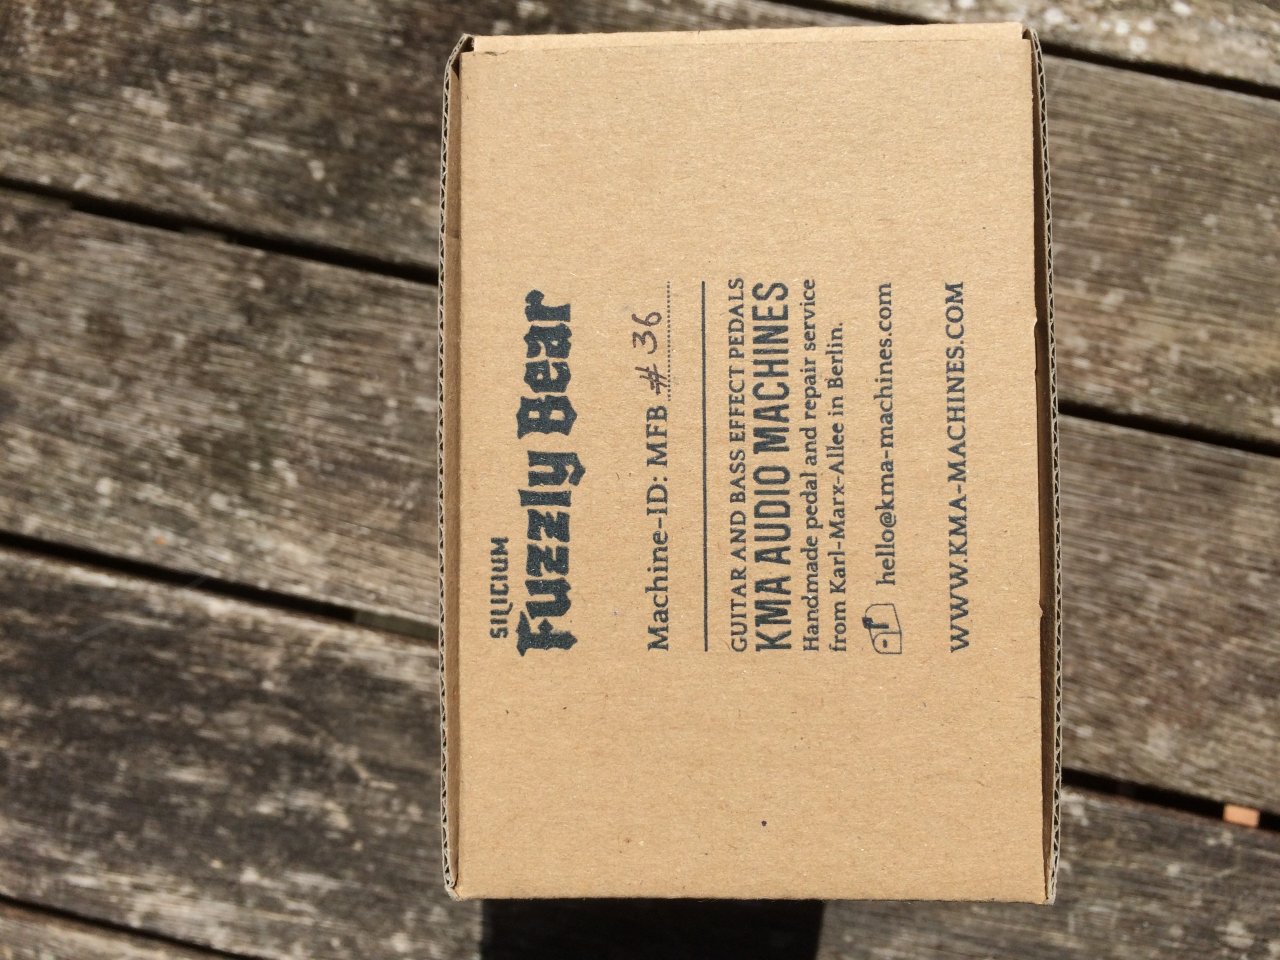 SILICIUM
Fuzzly Bear
Machine-ID: MFB #36
GUITAR AND BASS EFFECT PEDALS
KMA AUDIO MACHINES
Handmade pedal and repair service
from Karl-Marx-Allee in Berlin.
hello@kma-machines.com
WWW.KMA-MACHINES.COM